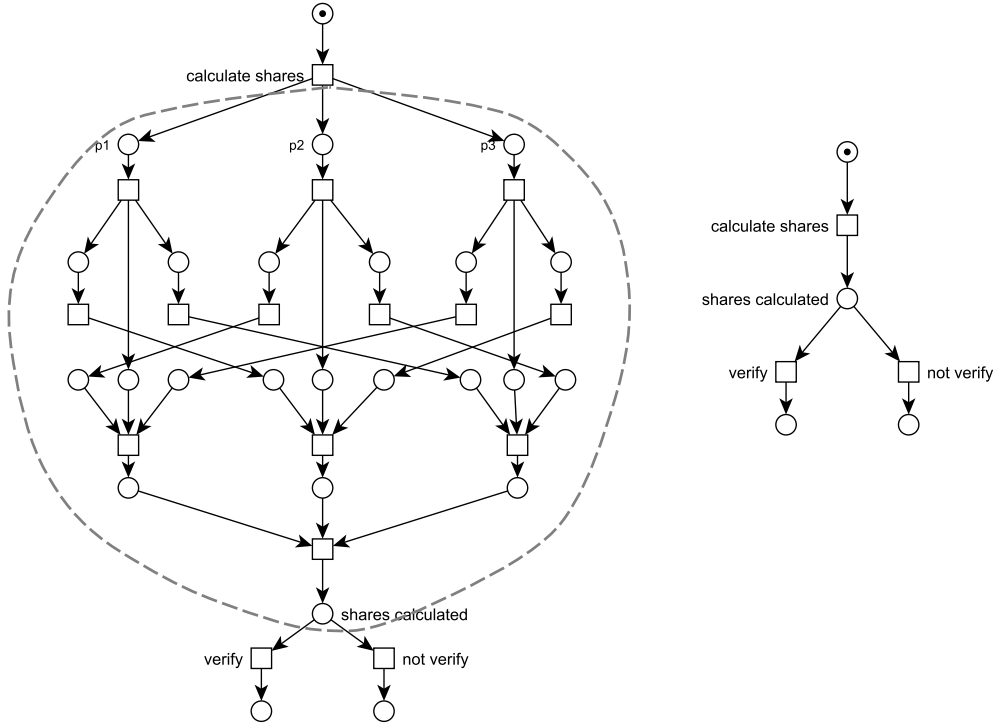 calculate shares
p1
p2
p3
shares calculated
verify
not verify
calculate shares
shares calculated
verify
not verify